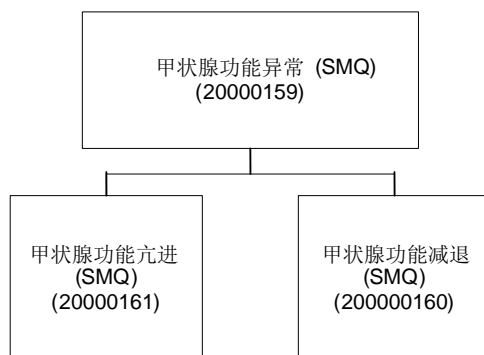 甲状腺功能异常 (SMQ)
(20000159)
甲状腺功能亢进
(SMQ)
(20000161)
甲状腺功能减退
(SMQ)
(200000160)